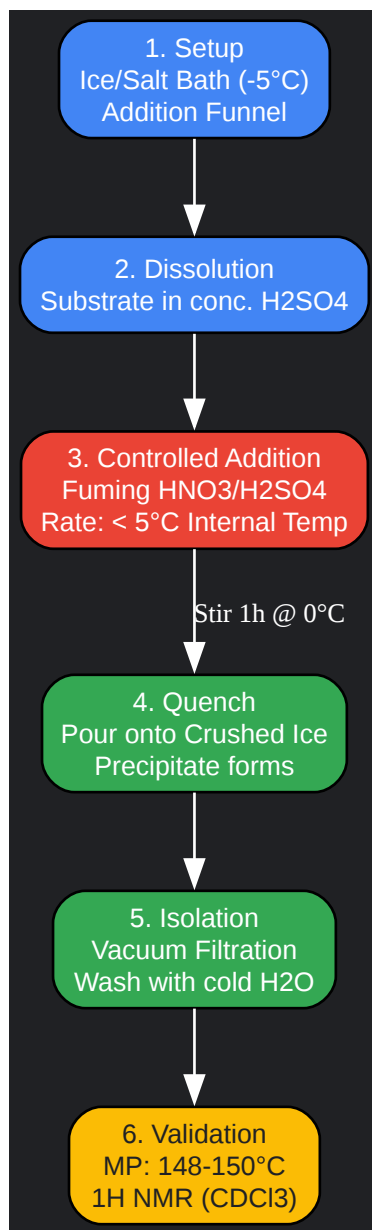 1. Setup
Ice/Salt Bath (-5°C)
Addition Funnel
2. Dissolution
Substrate in conc. H2SO4
3. Controlled Addition
Fuming HNO3/H2SO4
Rate: < 5°C Internal Temp
Stir 1h @ 0°C
4. Quench
Pour onto Crushed Ice
Precipitate forms
5. Isolation
Vacuum Filtration
Wash with cold H2O
6. Validation
MP: 148-150°C
1H NMR (CDCl3)